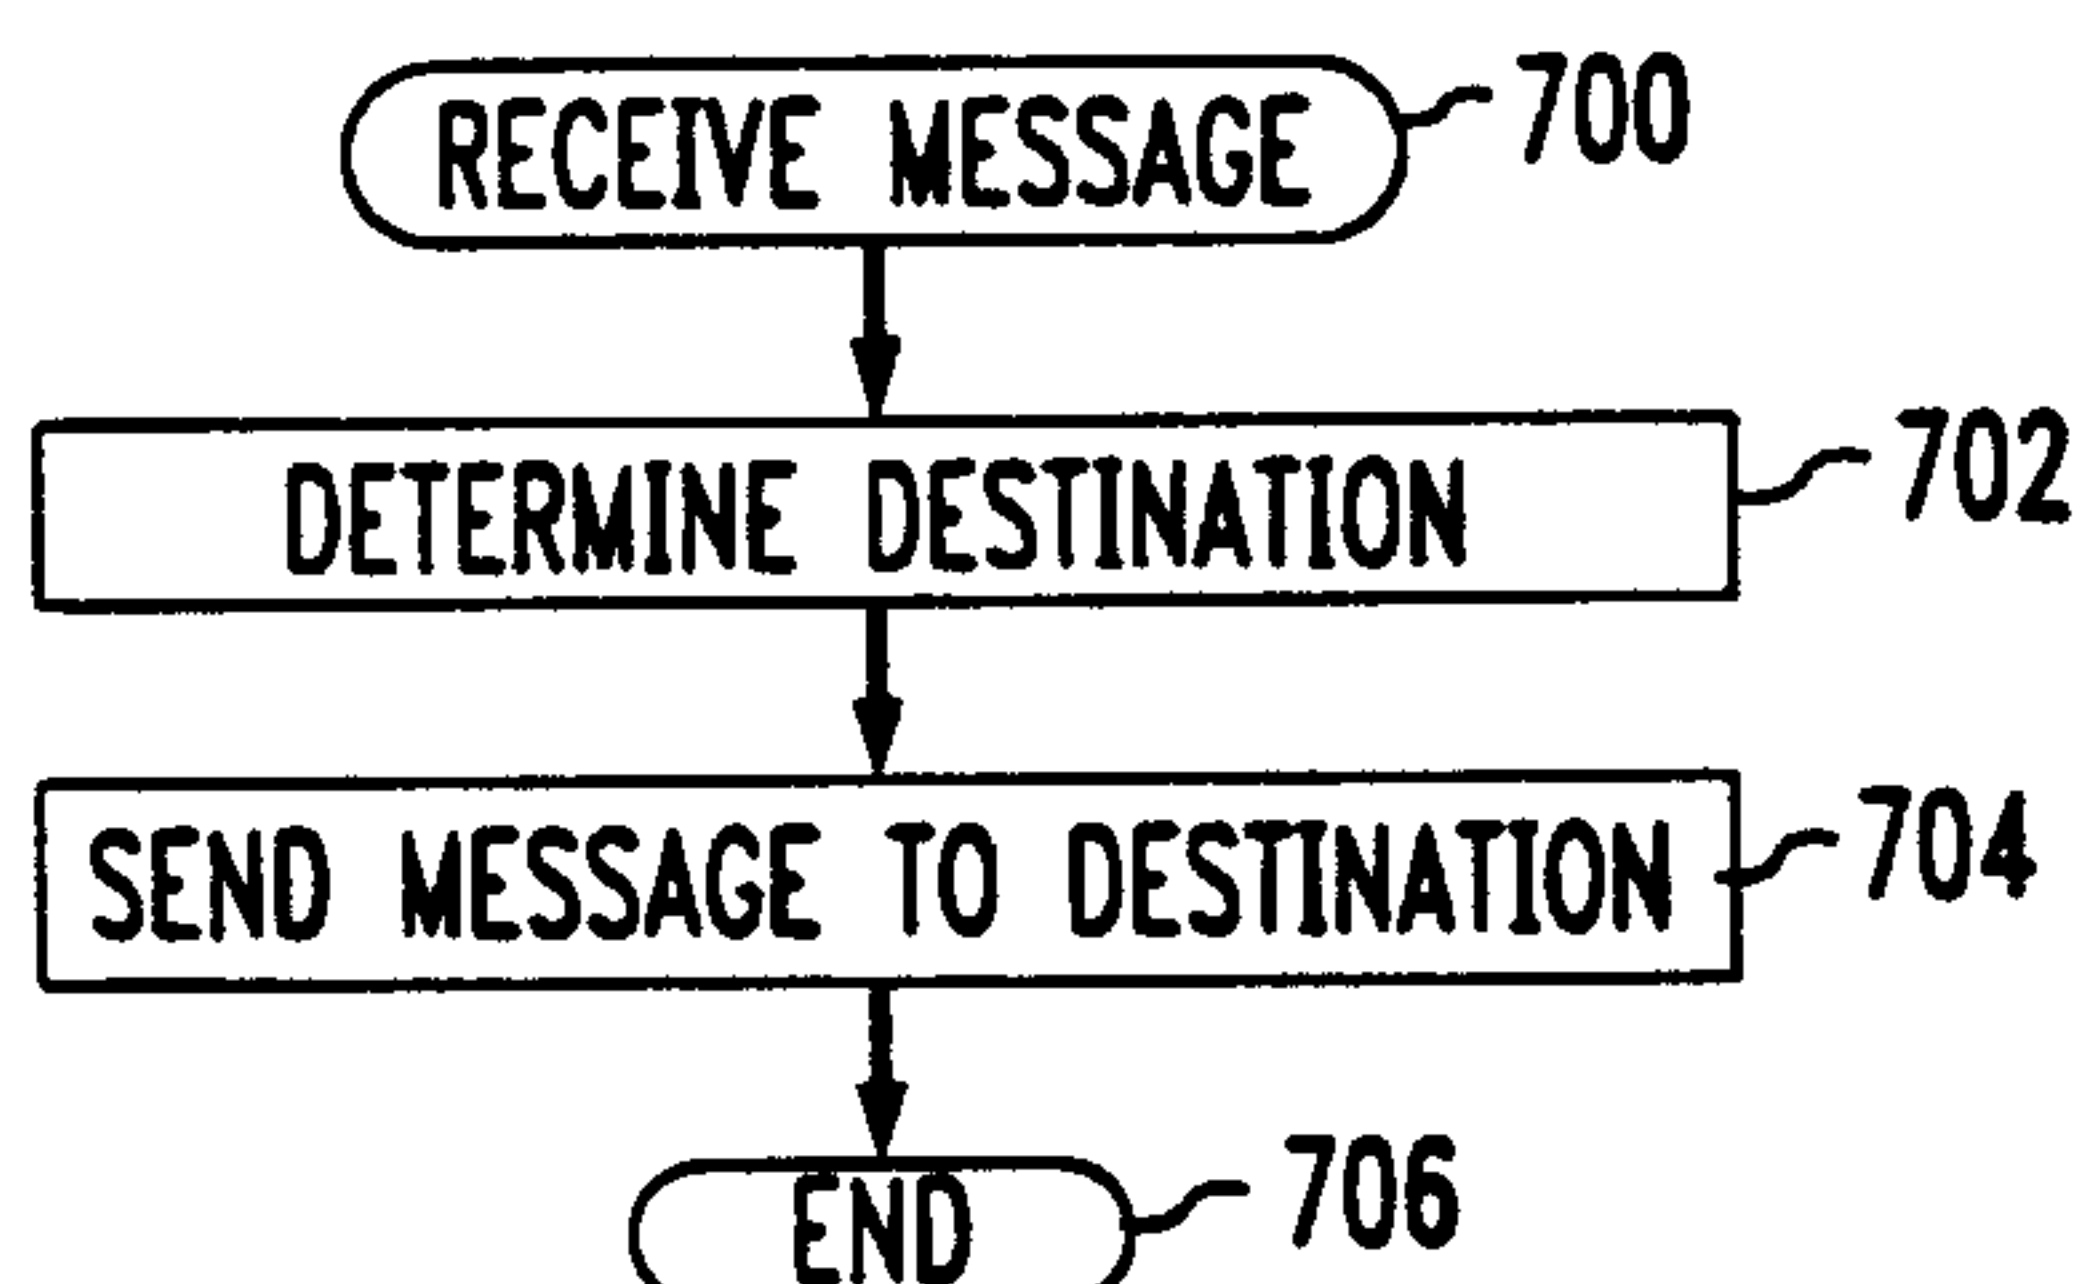 RECEIVE MESSAGE 700
DETERMINE DESTINATION 702
SEND MESSAGE TO DESTINATION 704
END 706